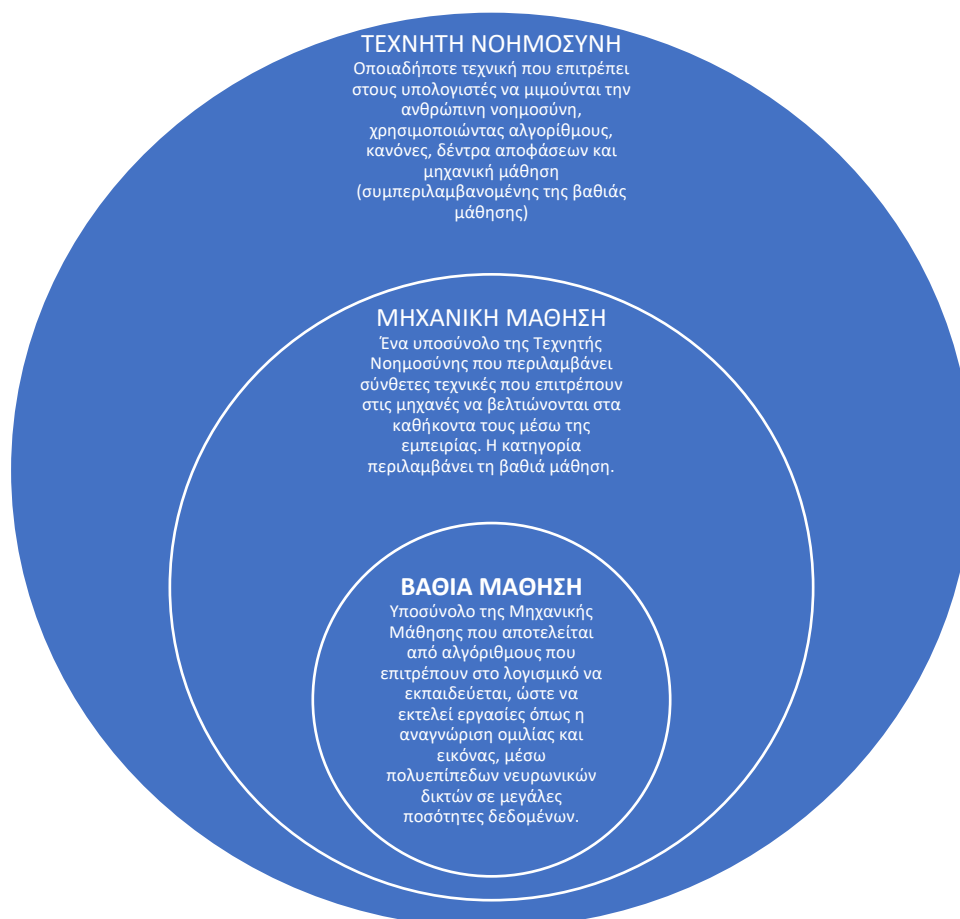 ΤΕΧΝΗΤΗ ΝΟΗΜΟΣΥΝΗ
Οποιαδήποτε τεχνική που επιτρέπει
στους υπολογιστές να μιμούνται την
ανθρώπινη νοημοσύνη,
χρησιμοποιώντας αλγορίθμους,
κανόνες, δέντρα αποφάσεων και
μηχανική μάθηση
(συμπεριλαμβανομένης της βαθιάς
μάθησης)
ΜΗΧΑΝΙΚΗ ΜΑΘΗΣΗ
Ένα υποσύνολο της Τεχνητής
Νοημοσύνης που περιλαμβάνει
σύνθετες τεχνικές που επιτρέπουν
στις μηχανές να βελτιώνονται στα
καθήκοντα τους μέσω της
εμπειρίας. Η κατηγορία
περιλαμβάνει τη βαθιά μάθηση.
ΒΑΘΙΑ ΜΑΘΗΣΗ
Υποσύνολο της Μηχανικής
Μάθησης που αποτελείται
από αλγόριθμους που
επιτρέπουν στο λογισμικό να
εκπαιδεύεται, ώστε να
εκτελεί εργασίες όπως η
αναγνώριση ομιλίας και
εικόνας, μέσω
πολυεπίπεδων νευρωνικών
δικτών σε μεγάλες
ποσότητες δεδομένων.